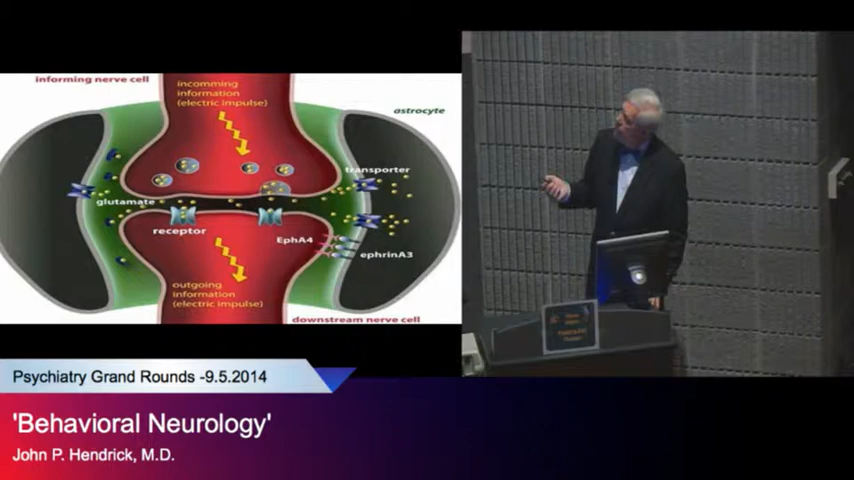 informing nerve cell
incomming
information
(electric impulse)
astrocyte
transporter
glutamate
receptor
EphA4
ephrinA3
outgoing
information
(electric impulse)
downstream nerve cell
Psychiatry Grand Rounds -9.5.2014
'Behavioral Neurology'
John P. Hendrick, M.D.